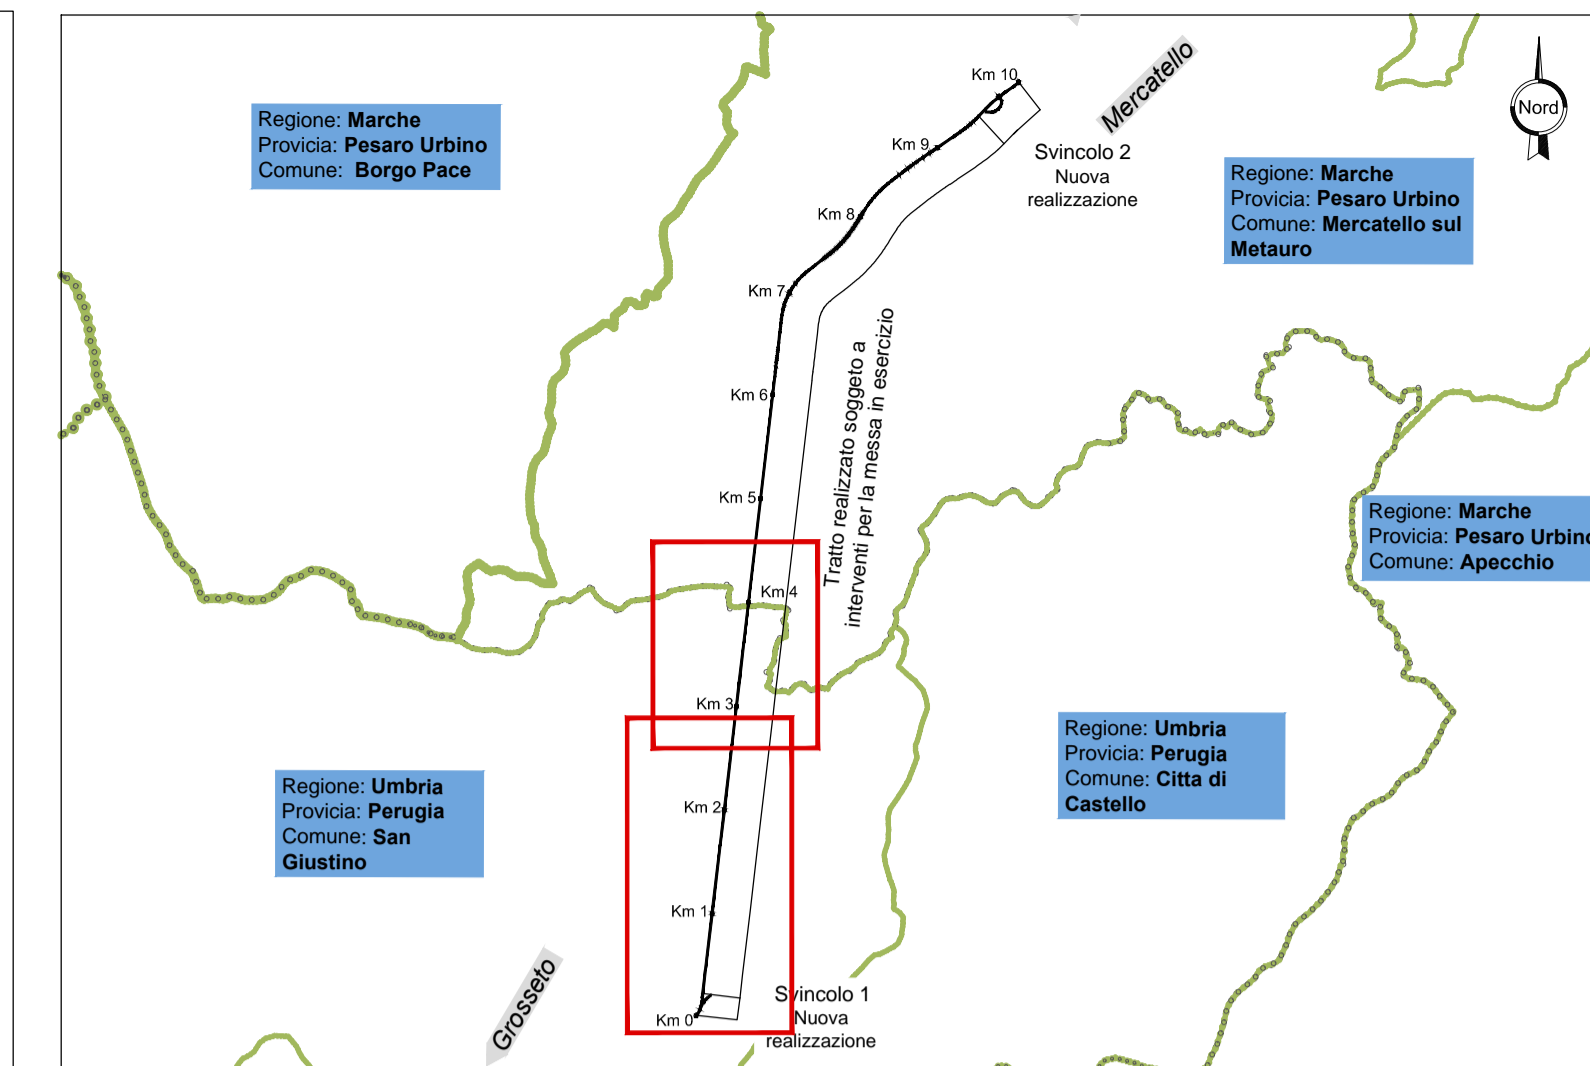 Km 10
Mercatello
Nord
Regione: Marche
Provicia: Pesaro Urbino
Comune: Borgo Pace
Km 9
Svincolo 2
Nuova
realizzazione
Regione: Marche
Provicia: Pesaro Urbino
Comune: Mercatello sul
Metauro
Km 8
Km 7
Tratto realizzato soggeto a
interventi per la messa in esercizio
Km 6
Km 5
Regione: Marche
Provicia: Pesaro Urbino
Comune: Apecchio
Km 4
Km 3
Regione: Umbria
Provicia: Perugia
Comune: Citta di
Castello
Regione: Umbria
Provicia: Perugia
Comune: San
Giustino
Km 2
Km 1
Grosseto
Svincolo 1
Nuova
realizzazione
Km 0